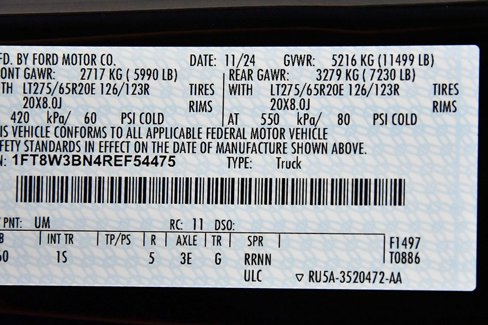 FD. BY FORD MOTOR CO. DATE: 11/24 GVWR: 5216 KG (11499 LB)
ONT GAWR: 2717 KG ( 5990 LB) REAR GAWR: 3279 KG ( 7230 LB)
TH LT275/65R20E 126/123R TIRES WITH LT275/65R20E 126/123R TIRES
20X8.0J RIMS 20X8.0J RIMS
420 kPa/ 60 PSI COLD AT 550 kPa/ 80 PSI COLD
IS VEHICLE CONFORMS TO ALL APPLICABLE FEDERAL MOTOR VEHICLE
FETY STANDARDS IN EFFECT ON THE DATE OF MANUFACTURE SHOWN ABOVE.
N: 1FT8W3BN4REF54475 TYPE: Truck
PNT: UM RC: 11 DSO:
B INT TR TP/PS R AXLE TR SPR F1497
60 1S 5 3E G RRNN T0886
ULC ▽ RU5A-3520472-AA